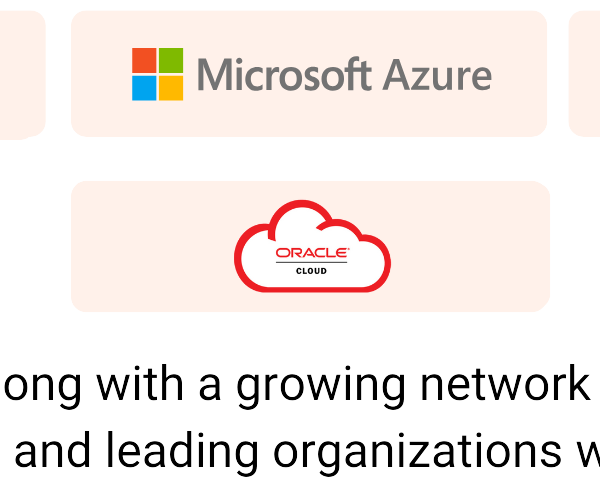 Microsoft Azure
ORACLE
CLOUD
ong with a growing network
and leading organizations w